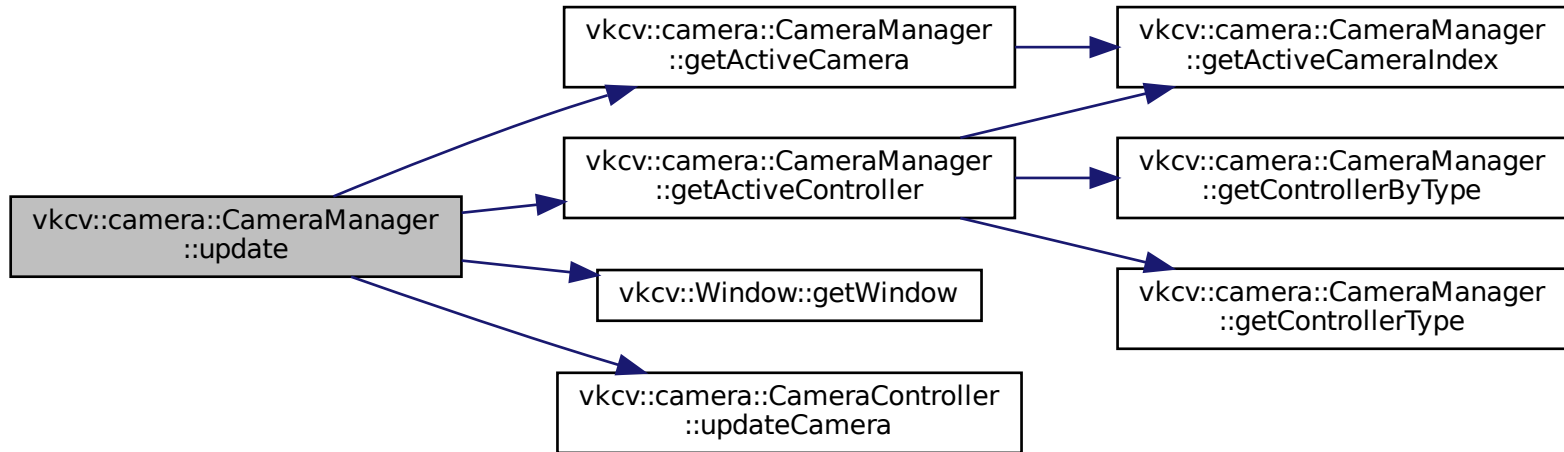 vkcv::camera::CameraManager
::update
vkcv::camera::CameraManager
::getActiveCamera
vkcv::camera::CameraManager
::getActiveController
vkcv::Window::getWindow
vkcv::camera::CameraController
::updateCamera
vkcv::camera::CameraManager
::getActiveCameraIndex
vkcv::camera::CameraManager
::getControllerByType
vkcv::camera::CameraManager
::getControllerType